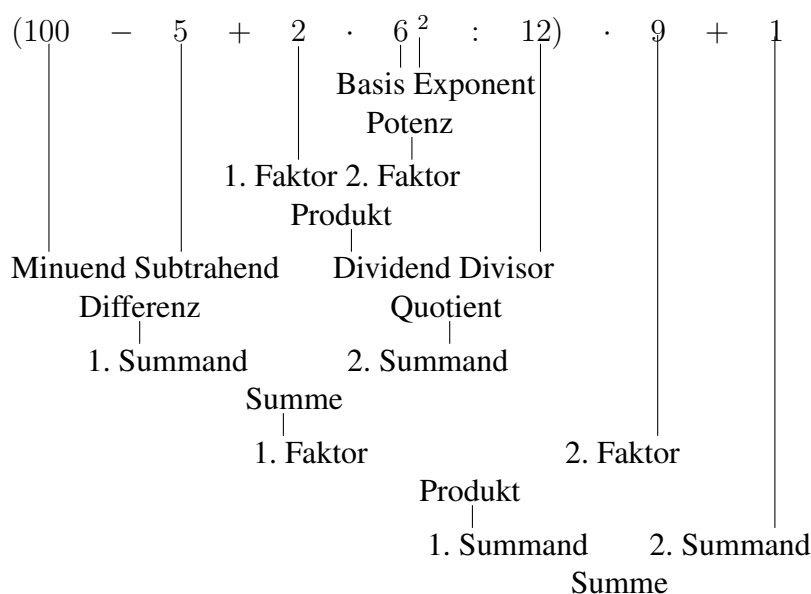 (100 − 5 + 2 · 6² : 12) · 9 + 1
Basis Exponent
Potenz
1. Faktor 2. Faktor
Produkt
Minuend Subtrahend Dividend Divisor
Differenz Quotient
1. Summand 2. Summand
Summe
1. Faktor 2. Faktor
Produkt
1. Summand 2. Summand
Summe